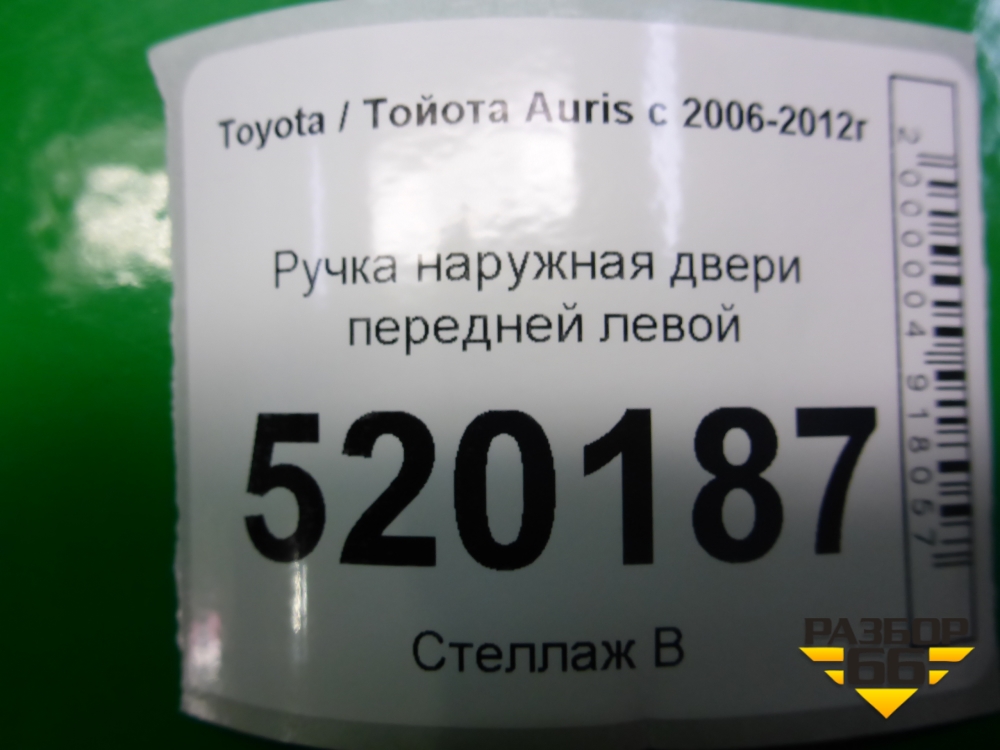 Toyota / Тойота Auris с 2006-2012г
Ручка наружная двери
передней левой
520187
Стеллаж В
2000004918057
РАЗБОР
66